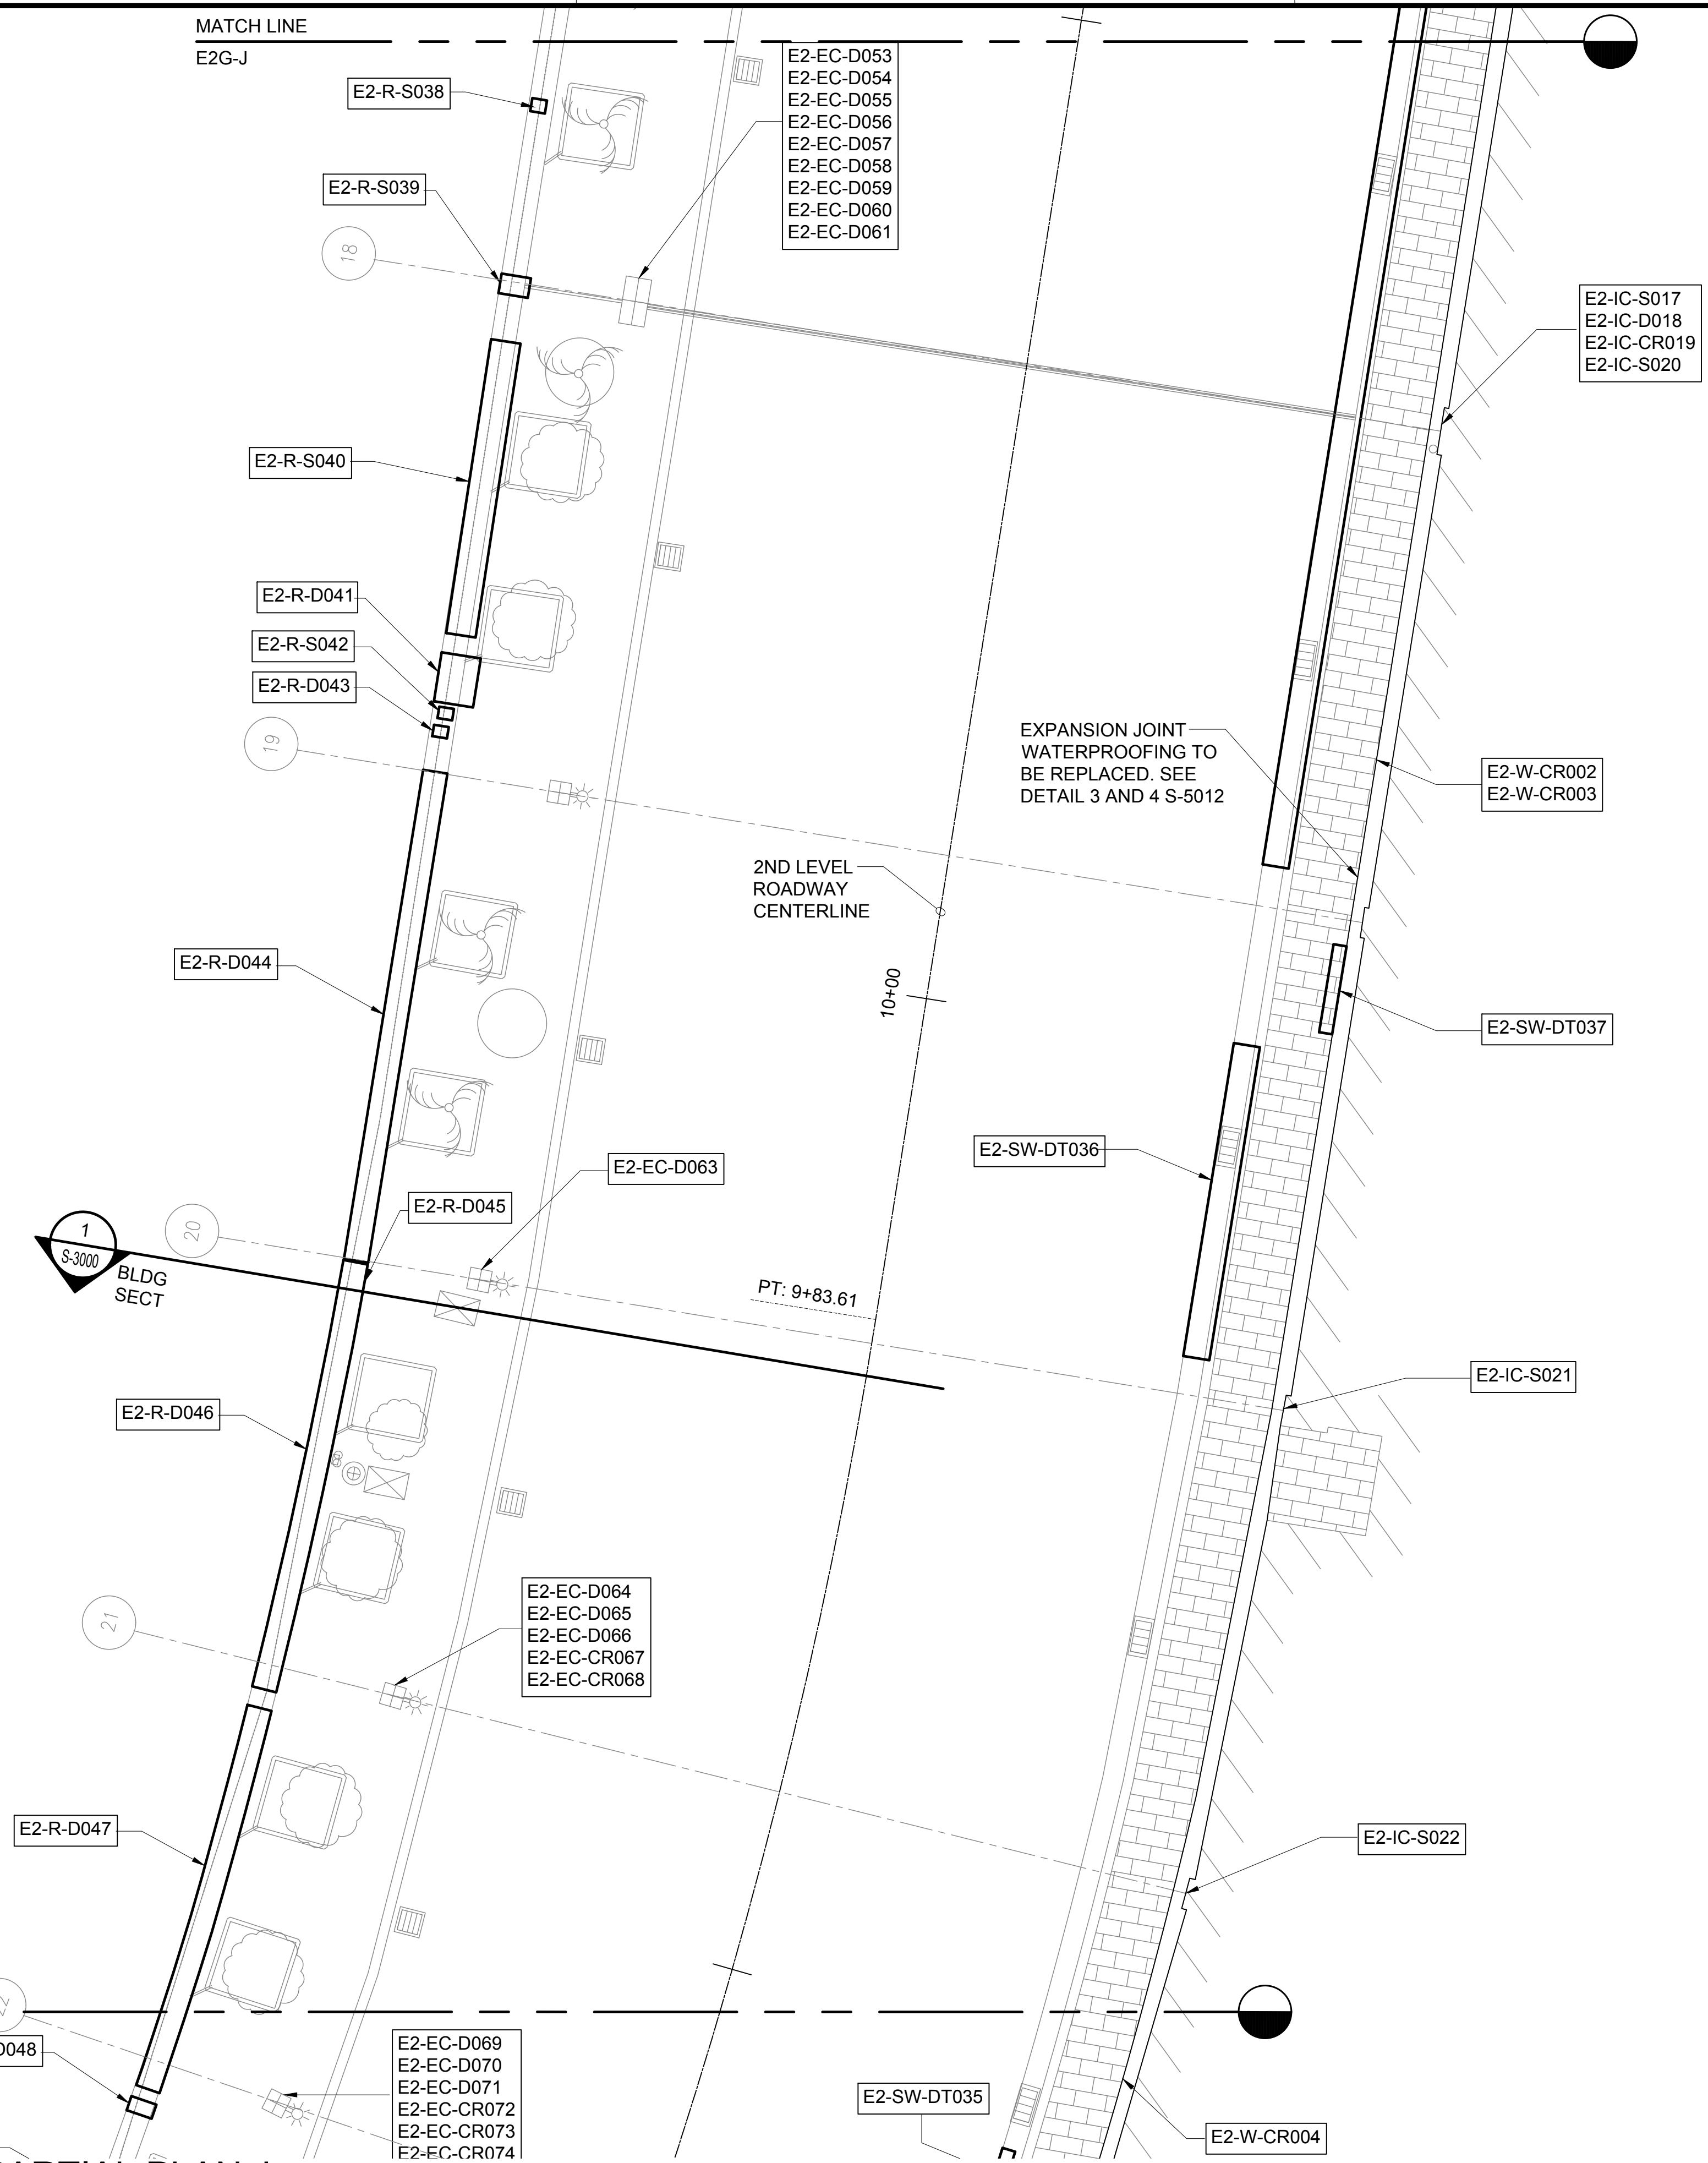 MATCH LINE
E2G-J
E2-R-S038
E2-EC-D053
E2-EC-D054
E2-EC-D055
E2-EC-D056
E2-EC-D057
E2-EC-D058
E2-EC-D059
E2-EC-D060
E2-EC-D061
E2-R-S039
18
E2-IC-S017
E2-IC-D018
E2-IC-CR019
E2-IC-S020
E2-R-S040
E2-R-D041
E2-R-S042
E2-R-D043
19
EXPANSION JOINT
WATERPROOFING TO
BE REPLACED. SEE
DETAIL 3 AND 4 S-5012
E2-W-CR002
E2-W-CR003
2ND LEVEL
ROADWAY
CENTERLINE
E2-R-D044
10+00
E2-SW-DT037
E2-SW-DT036
E2-EC-D063
E2-R-D045
20
1
S-3000
BLDG
SECT
PT: 9+83.61
E2-IC-S021
E2-R-D046
E2-EC-D064
E2-EC-D065
E2-EC-D066
E2-EC-CR067
E2-EC-CR068
21
E2-R-D047
E2-IC-S022
22
D048
E2-EC-D069
E2-EC-D070
E2-EC-D071
E2-EC-CR072
E2-EC-CR073
E2-EC-CR074
E2-SW-DT035
E2-W-CR004